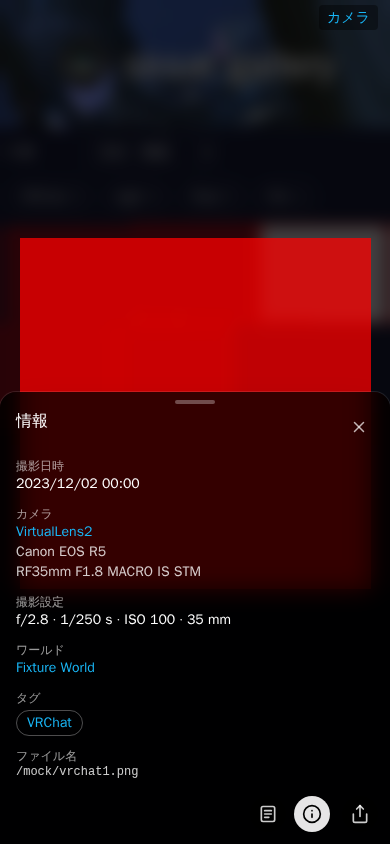 カメラ
情報
撮影日時
2023/12/02 00:00
カメラ
VirtualLens2
Canon EOS R5
RF35mm F1.8 MACRO IS STM
撮影設定
f/2.8 · 1/250 s · ISO 100 · 35 mm
ワールド
Fixture World
タグ
VRChat
ファイル名
/mock/vrchat1.png